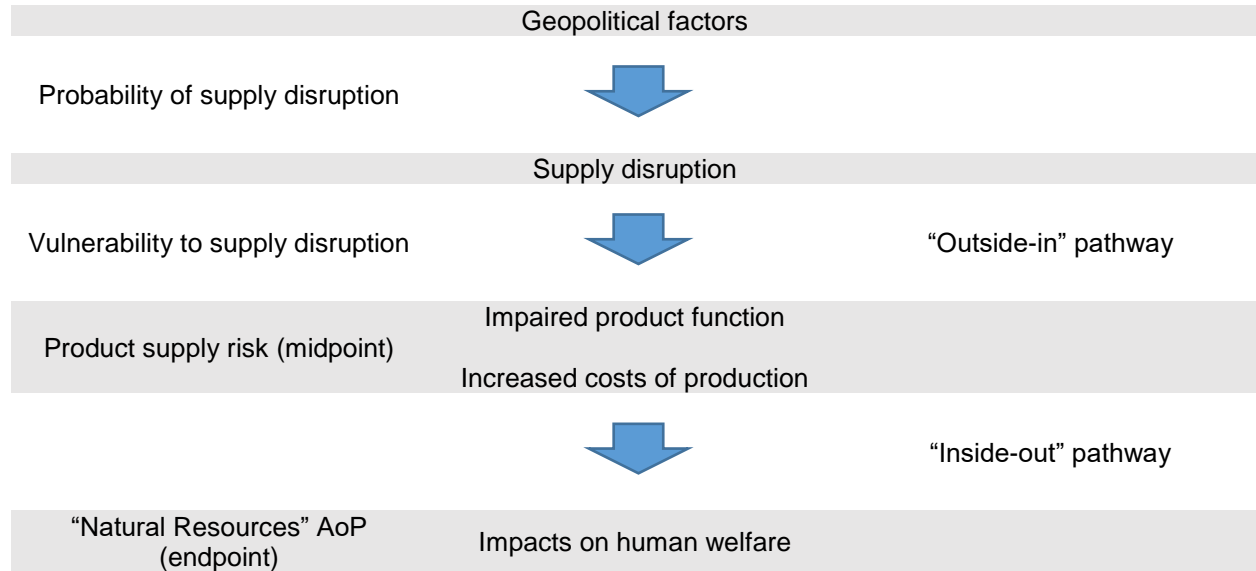 Geopolitical factors
Probability of supply disruption
Supply disruption
Vulnerability to supply disruption
“Outside-in” pathway
Impaired product function
Product supply risk (midpoint)
Increased costs of production
“Inside-out” pathway
“Natural Resources” AoP
(endpoint)
Impacts on human welfare